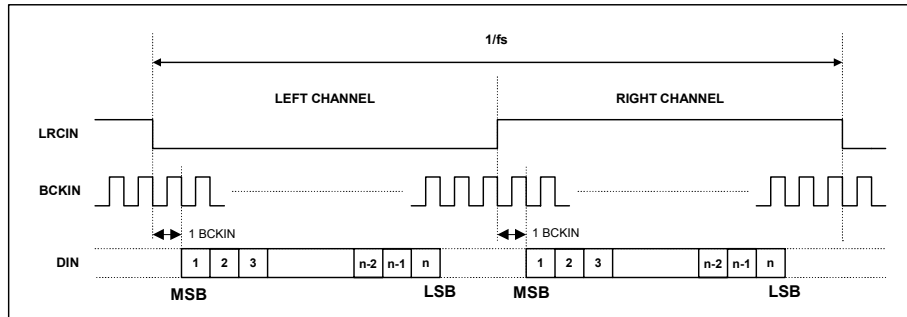 1/fs
LEFT CHANNEL RIGHT CHANNEL
LRCIN
BCKIN
1 BCKIN 1 BCKIN
DIN 1 2 3 n-2 n-1 n 1 2 3 n-2 n-1 n
MSB LSB MSB LSB